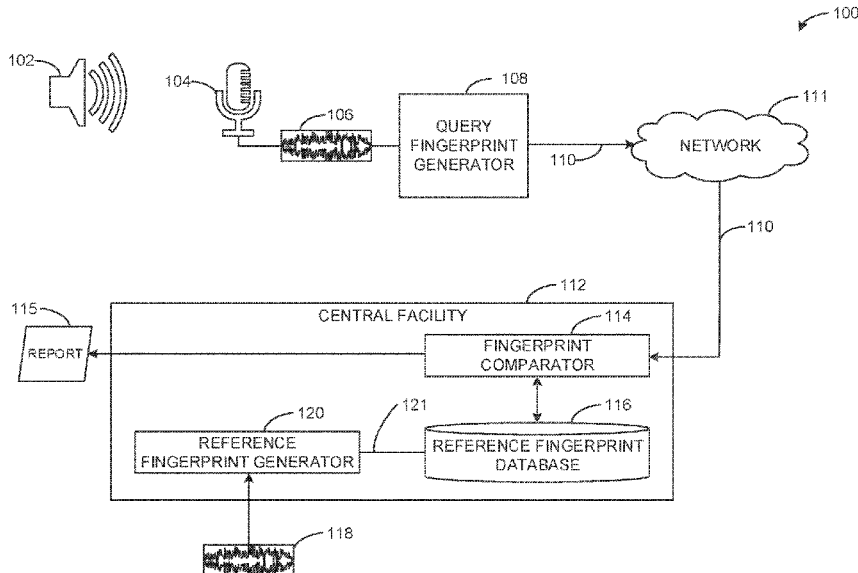 100
102
104
106
108
111
QUERY
FINGERPRINT
GENERATOR
110
NETWORK
110
112
115
CENTRAL FACILITY
114
REPORT
FINGERPRINT
COMPARATOR
120
121
116
REFERENCE
FINGERPRINT GENERATOR
REFERENCE FINGERPRINT
DATABASE
118